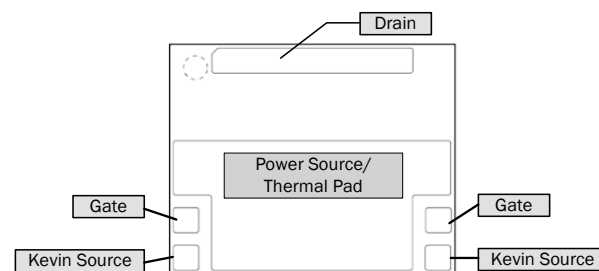 Drain
Power Source/
Thermal Pad
Gate
Gate
Kevin Source
Kevin Source